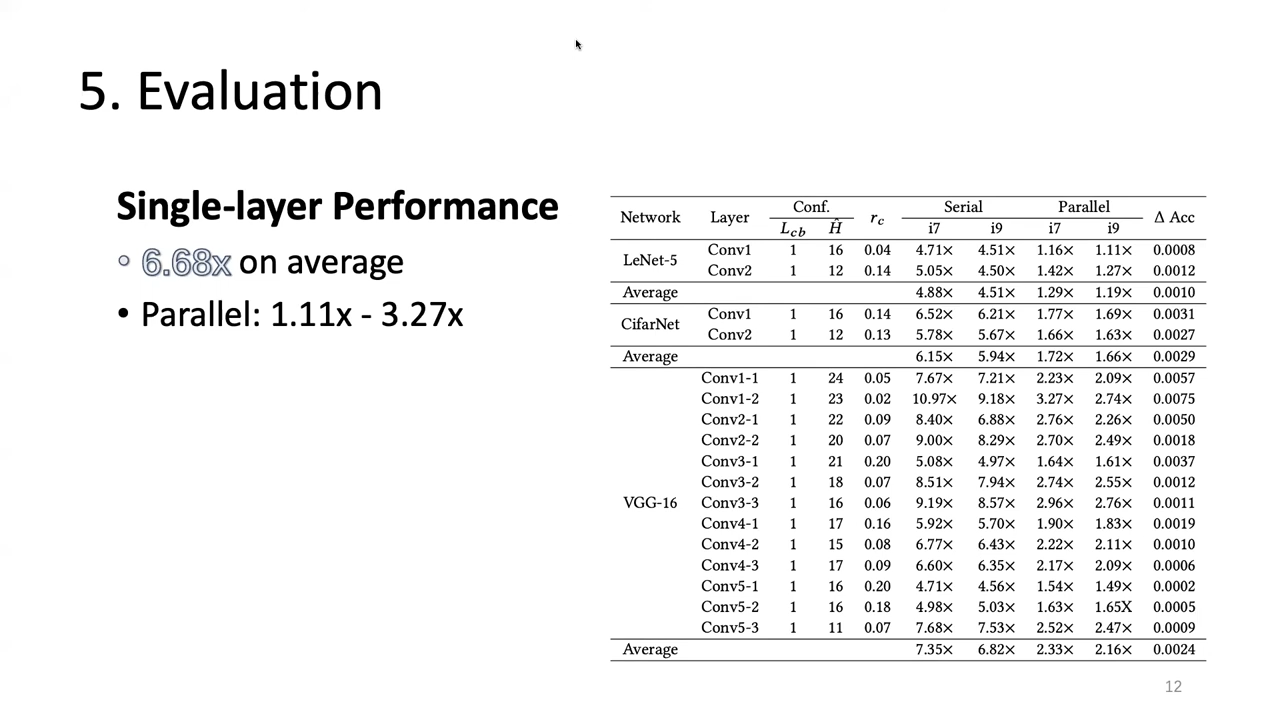 5. Evaluation
Single-layer Performance
• 6.68x on average
• Parallel: 1.11x - 3.27x
Network Layer Conf. r_c Serial Parallel Δ Acc
L_cb Ĥ i7 i9 i7 i9
LeNet-5 Conv1 1 16 0.04 4.71× 4.51× 1.16× 1.11× 0.0008
Conv2 1 12 0.14 5.05× 4.50× 1.42× 1.27× 0.0012
Average 4.88× 4.51× 1.29× 1.19× 0.0010
CifarNet Conv1 1 16 0.14 6.52× 6.21× 1.77× 1.69× 0.0031
Conv2 1 12 0.13 5.78× 5.67× 1.66× 1.63× 0.0027
Average 6.15× 5.94× 1.72× 1.66× 0.0029
VGG-16 Conv1-1 1 24 0.05 7.67× 7.21× 2.23× 2.09× 0.0057
Conv1-2 1 23 0.02 10.97× 9.18× 3.27× 2.74× 0.0075
Conv2-1 1 22 0.09 8.40× 6.88× 2.76× 2.26× 0.0050
Conv2-2 1 20 0.07 9.00× 8.29× 2.70× 2.49× 0.0018
Conv3-1 1 21 0.20 5.08× 4.97× 1.64× 1.61× 0.0037
Conv3-2 1 18 0.07 8.51× 7.94× 2.74× 2.55× 0.0012
Conv3-3 1 16 0.06 9.19× 8.57× 2.96× 2.76× 0.0011
Conv4-1 1 17 0.16 5.92× 5.70× 1.90× 1.83× 0.0019
Conv4-2 1 15 0.08 6.77× 6.43× 2.22× 2.11× 0.0010
Conv4-3 1 17 0.09 6.60× 6.35× 2.17× 2.09× 0.0006
Conv5-1 1 16 0.20 4.71× 4.56× 1.54× 1.49× 0.0002
Conv5-2 1 16 0.18 4.98× 5.03× 1.63× 1.65X 0.0005
Conv5-3 1 11 0.07 7.68× 7.53× 2.52× 2.47× 0.0009
Average 7.35× 6.82× 2.33× 2.16× 0.0024
12